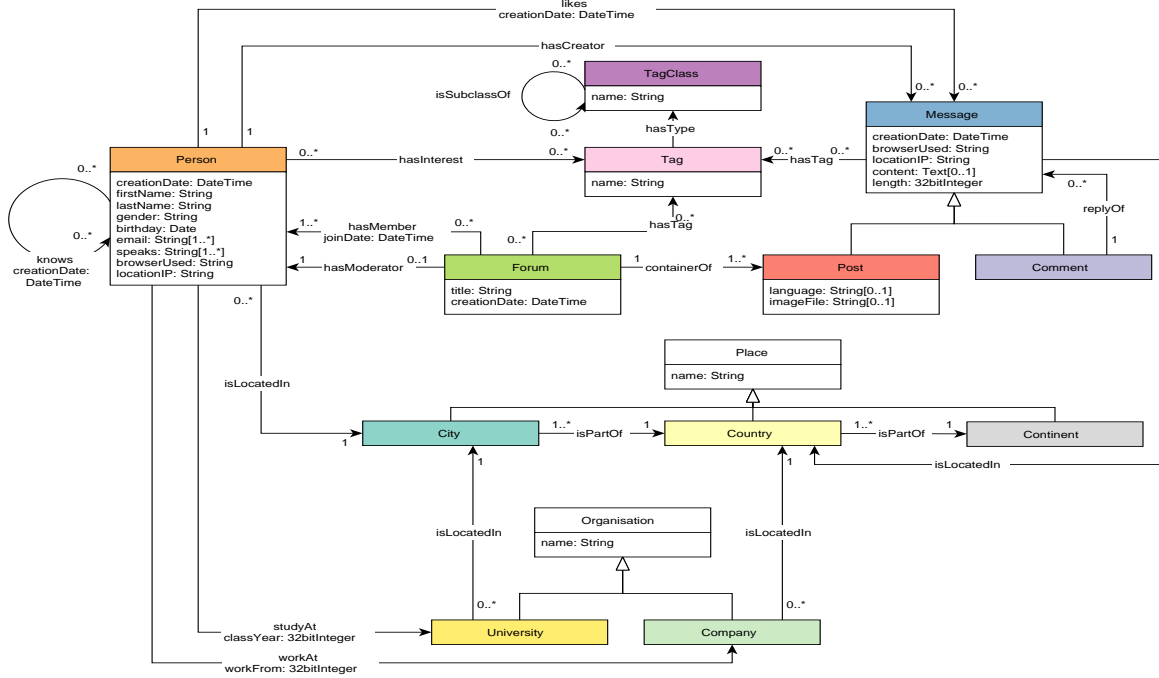 likes
creationDate: DateTime
hasCreator
0..*
TagClass
name: String
isSubclassOf
0..*
hasType
0..*
0..*
Message
creationDate: DateTime
browserUsed: String
locationIP: String
content: Text[0..1]
length: 32bitInteger
1
1
Person
creationDate: DateTime
firstName: String
lastName: String
gender: String
birthday: Date
email: String[1..*]
speaks: String[1..*]
browserUsed: String
locationIP: String
0..*
hasInterest
0..*
Tag
name: String
0..*
hasTag
0..*
0..*
0..*
knows
creationDate:
DateTime
0..*
replyOf
1
1..*
hasMember
joinDate: DateTime
0..*
0..*
hasTag
0..*
1
hasModerator
0..1
Forum
title: String
creationDate: DateTime
1
containerOf
1..*
Post
language: String[0..1]
imageFile: String[0..1]
Comment
0..*
isLocatedIn
1
Place
name: String
City
1..*
isPartOf
1
Country
1..*
isPartOf
1
Continent
isLocatedIn
1
isLocatedIn
0..*
1
isLocatedIn
0..*
Organisation
name: String
University
Company
studyAt
classYear: 32bitInteger
workAt
workFrom: 32bitInteger